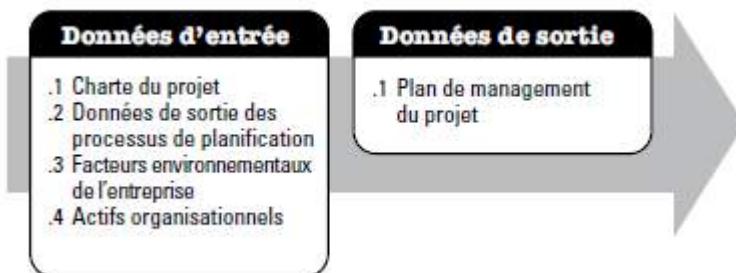 Données d'entrée
.1 Charte du projet
.2 Données de sortie des
processus de planification
.3 Facteurs environnementaux
de l'entreprise
.4 Actifs organisationnels
Données de sortie
.1 Plan de management
du projet